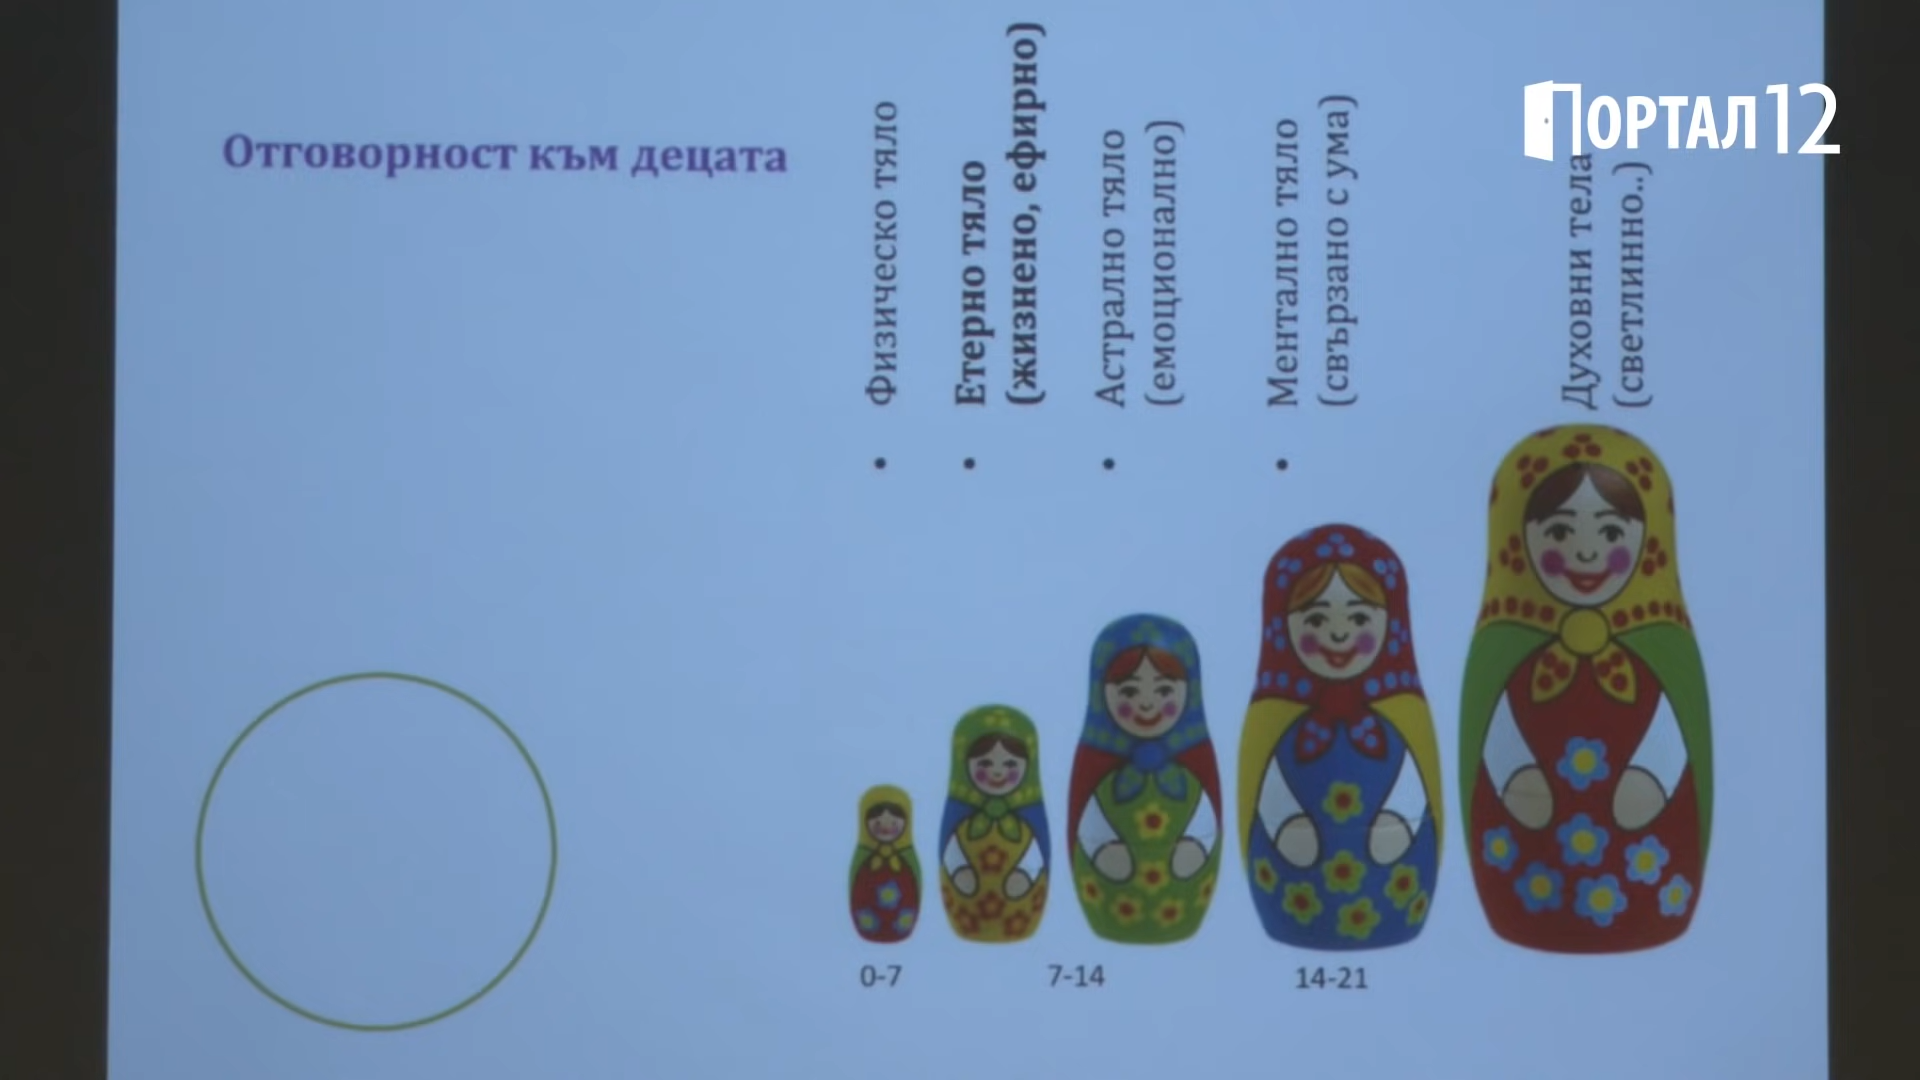 Отговорност към децата
ПОРТАЛ12
Физическо тяло
Етерно тяло
(жизнено, ефирно)
Астрално тяло
(емоционално)
Ментално тяло
(свързано с ума)
Духовни тела
(светлинно..)
0-7
7-14
14-21